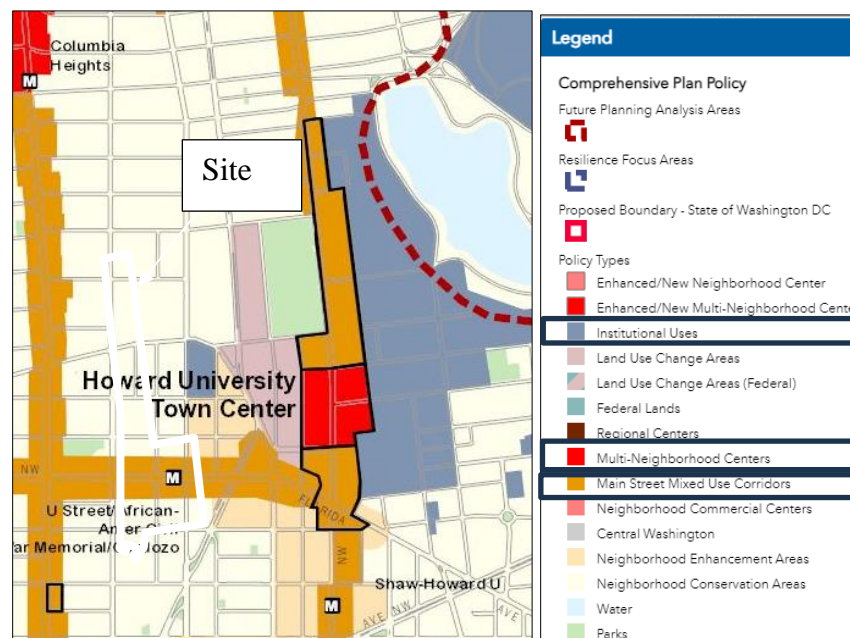 Columbia
Heights
M
Site
Howard University
Town Center
NW
M
U Street/African-
Amer Civil
War Memorial/Cardozo
FLORIDA
NW
Shaw-Howard U
M
AVE NW
AVE
Legend
Comprehensive Plan Policy
Future Planning Analysis Areas
Resilience Focus Areas
Proposed Boundary - State of Washington DC
Policy Types
Enhanced/New Neighborhood Center
Enhanced/New Multi-Neighborhood Cente
Institutional Uses
Land Use Change Areas
Land Use Change Areas (Federal)
Federal Lands
Regional Centers
Multi-Neighborhood Centers
Main Street Mixed Use Corridors
Neighborhood Commercial Centers
Central Washington
Neighborhood Enhancement Areas
Neighborhood Conservation Areas
Water
Parks